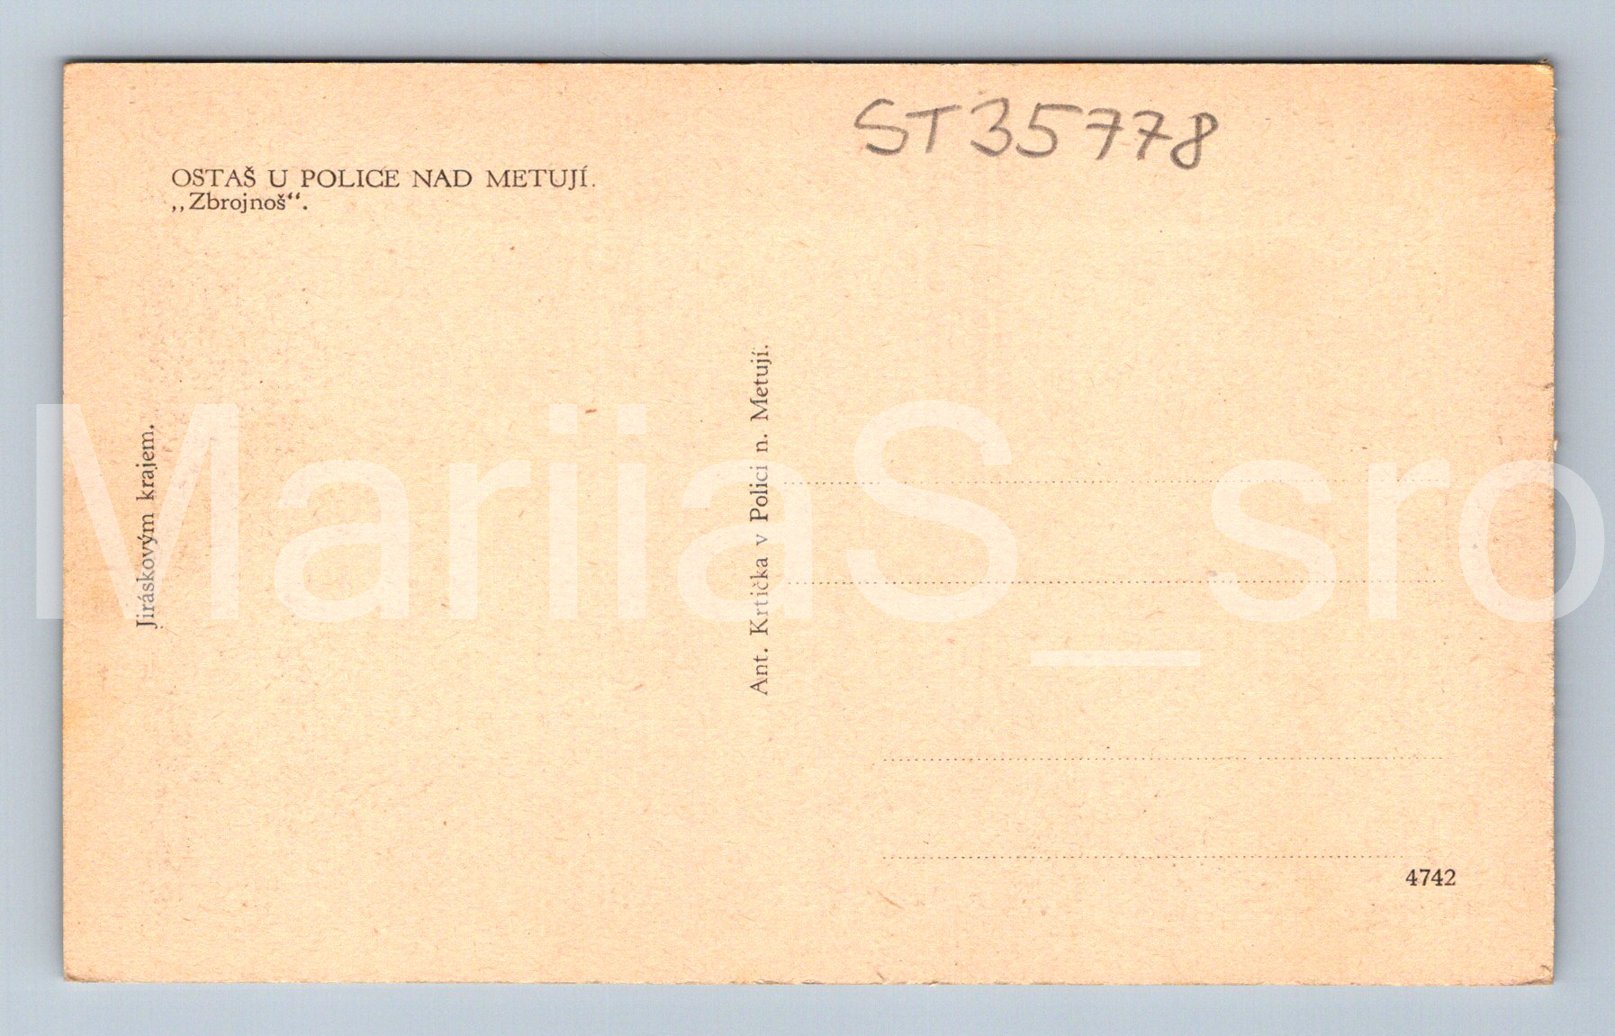 ST35778
OSTAŠ U POLICE NAD METUJÍ.
„Zbrojnoš“.
Jiráskovým krajem.
Ant. Krtička v Polici n. Metují.
MariiaS_sro
4742